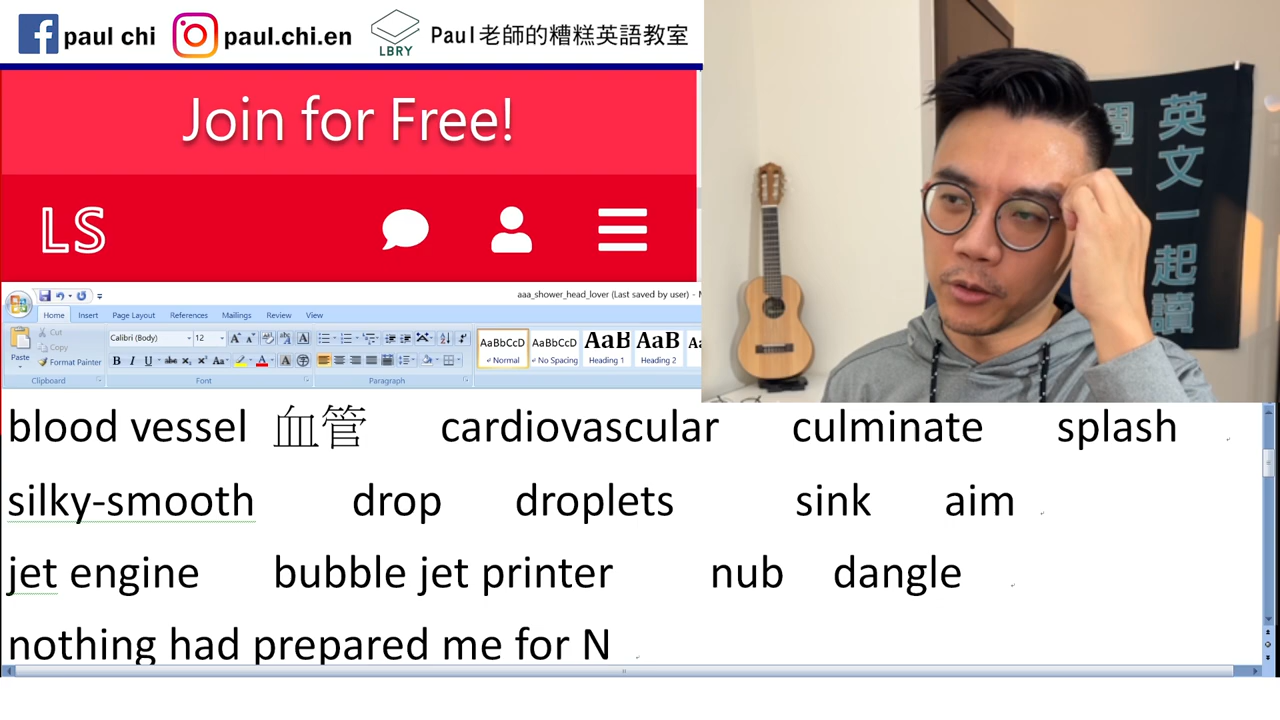 paul chi paul.chi.en LBRY Paul老師的糟糕英語教室
Join for Free!
LS
aaa_shower_head_lover (Last saved by user) - M
Home Insert Page Layout References Mailings Review View
Cut
Copy
Format Painter
Paste
Clipboard
Calibri (Body) 12
Font
Paragraph
AaBbCcD AaBbCcD AaB AaB Aa
Normal No Spacing Heading 1 Heading 2
英文一起讀
週一
blood vessel 血管 cardiovascular culminate splash
silky-smooth drop droplets sink aim
jet engine bubble jet printer nub dangle
nothing had prepared me for N